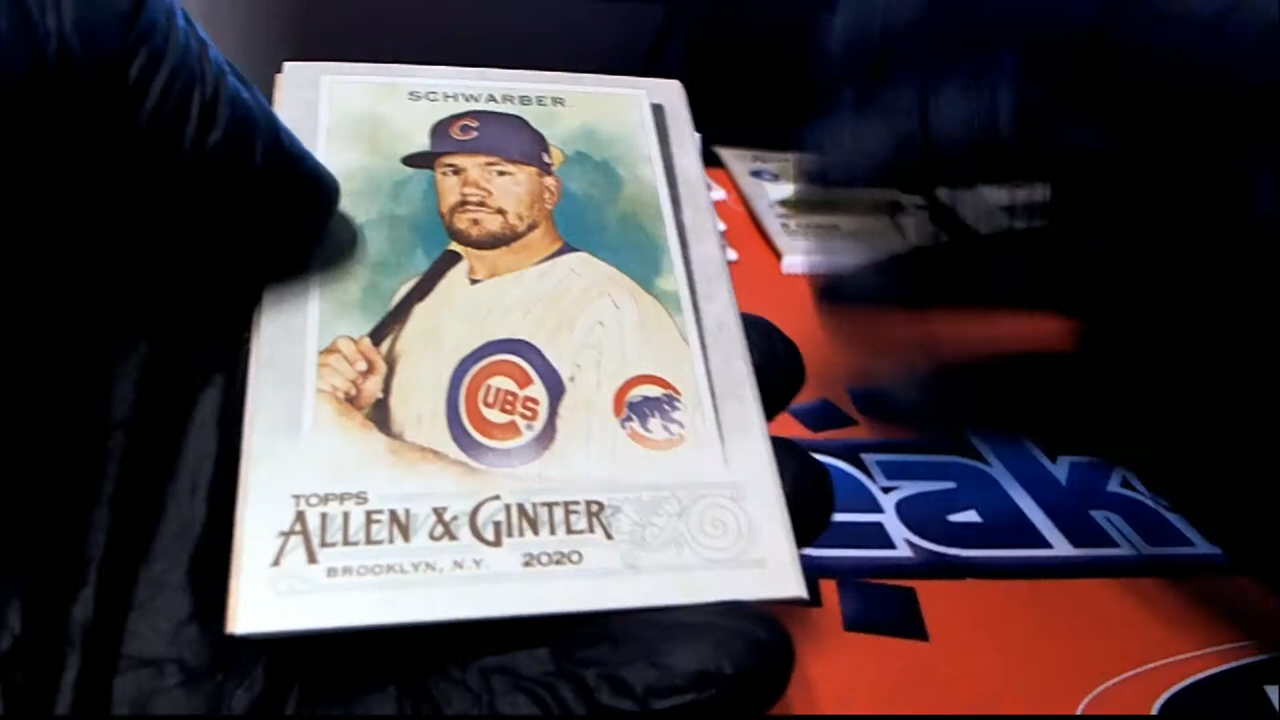 SCHWARBER
C
CUBS
TOPPS
ALLEN & GINTER
BROOKLYN, N.Y. 2020
eak